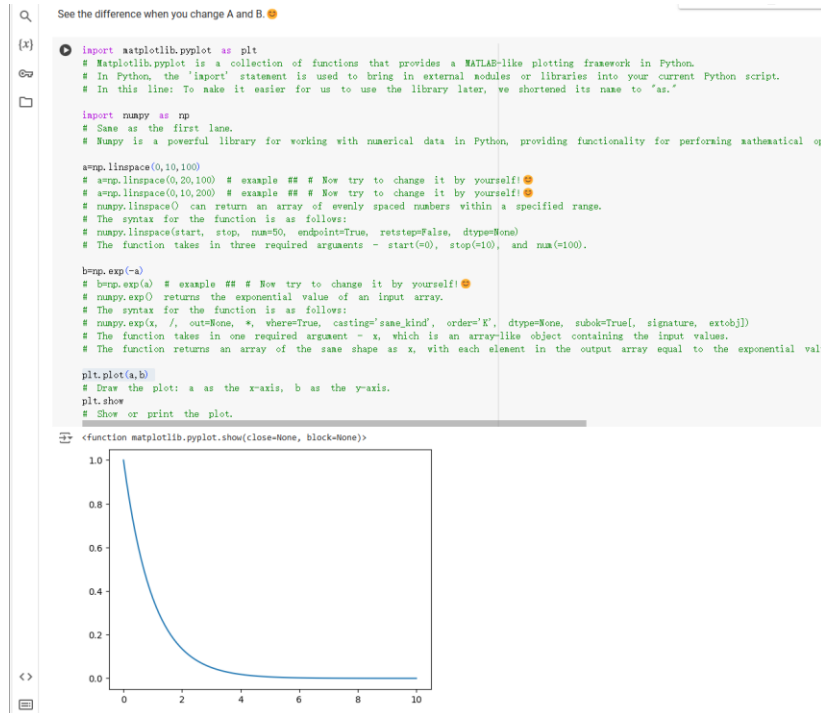 See the difference when you change A and B.😊
{x}
import matplotlib.pyplot as plt
# Matplotlib.pyplot is a collection of functions that provides a MATLAB-like plotting framework in Python.
# In Python, the 'import' statement is used to bring in external modules or libraries into your current Python script.
# In this line: To make it easier for us to use the library later, we shortened its name to "as."
import numpy as np
# Same as the first lane.
# Numpy is a powerful library for working with numerical data in Python, providing functionality for performing mathematical op
a=np.linspace(0,10,100)
# a=np.linspace(0,20,100) # example ## # Now try to change it by yourself!😊
# a=np.linspace(0,10,200) # example ## # Now try to change it by yourself!😊
# numpy.linspace() can return an array of evenly spaced numbers within a specified range.
# The syntax for the function is as follows:
# numpy.linspace(start, stop, num=50, endpoint=True, retstep=False, dtype=None)
# The function takes in three required arguments - start(=0), stop(=10), and num(=100).
b=np.exp(-a)
# b=np.exp(a) # example ## # Now try to change it by yourself!😊
# numpy.exp() returns the exponential value of an input array.
# The syntax for the function is as follows:
# numpy.exp(x, /, out=None, *, where=True, casting='same_kind', order='K', dtype=None, subok=True[, signature, extobj])
# The function takes in one required argument - x, which is an array-like object containing the input values.
# The function returns an array of the same shape as x, with each element in the output array equal to the exponential val
plt.plot(a,b)
# Draw the plot: a as the x-axis, b as the y-axis.
plt.show
# Show or print the plot.
<function matplotlib.pyplot.show(close=None, block=None)>
1.0
0.8
0.6
0.4
0.2
0.0
0 2 4 6 8 10